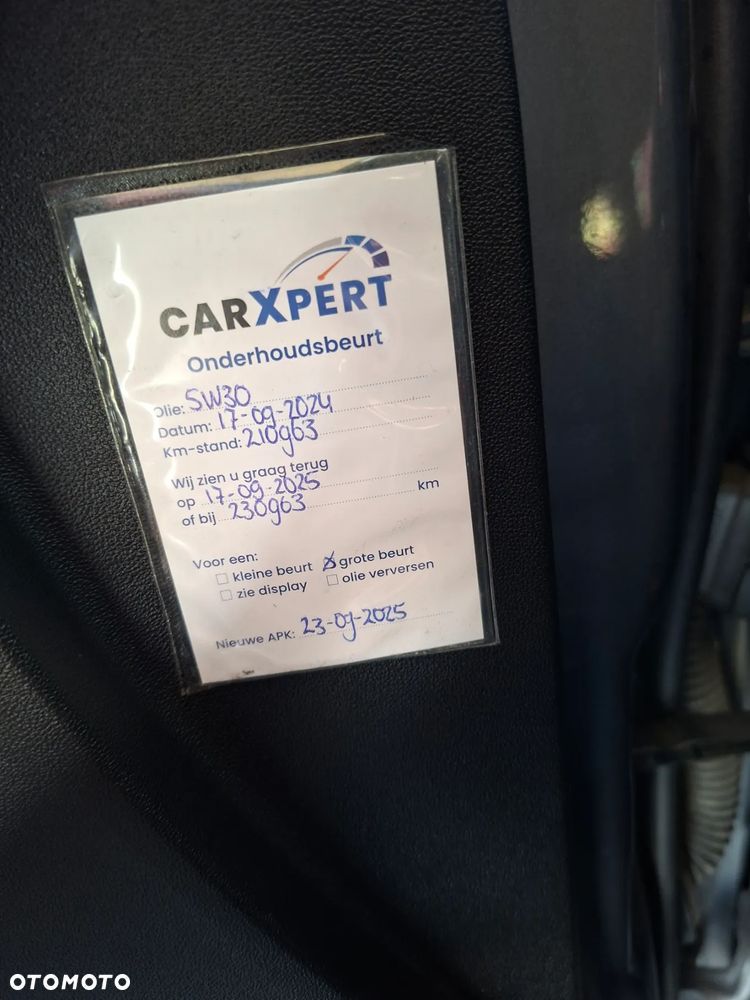 CARXPERT
Onderhoudsbeurt
Olie: 5W30
Datum: 17-09-2024
Km-stand: 210963
Wij zien u graag terug
op 17-09-2025
of bij 230963 km
Voor een:
kleine beurt grote beurt
zie display olie verversen
Nieuwe APK: 23-09-2025
OTOMOTO